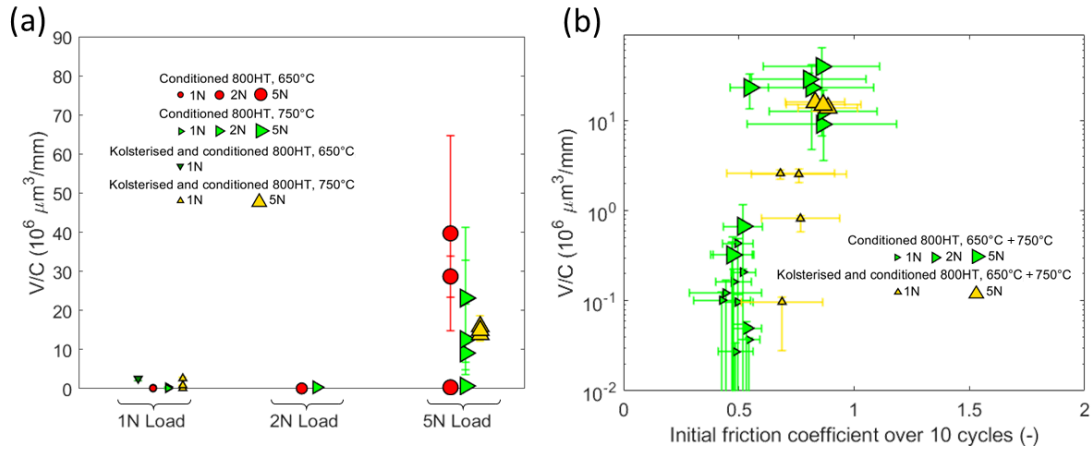 (a)
90
80
70
60
50
40
30
20
10
0
V/C (10⁶ μm³/mm)
Conditioned 800HT, 650°C
1N 2N 5N
Conditioned 800HT, 750°C
1N 2N 5N
Kolsterised and conditioned 800HT, 650°C
1N
Kolsterised and conditioned 800HT, 750°C
1N 5N
1N Load 2N Load 5N Load
(b)
10¹
10⁰
10⁻¹
10⁻²
V/C (10⁶ μm³/mm)
Conditioned 800HT, 650°C + 750°C
1N 2N 5N
Kolsterised and conditioned 800HT, 650°C + 750°C
1N 5N
0 0.5 1 1.5 2
Initial friction coefficient over 10 cycles (-)